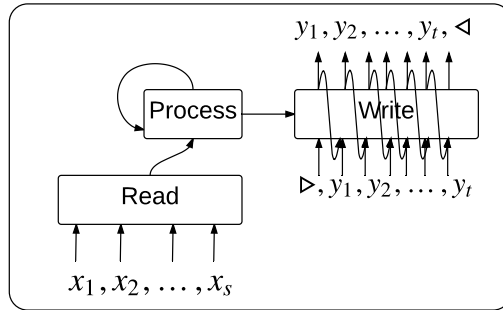 y₁, y₂, …, yₜ, ◁
Process
Write
Read
▷, y₁, y₂, …, yₜ
x₁, x₂, …, xₛ